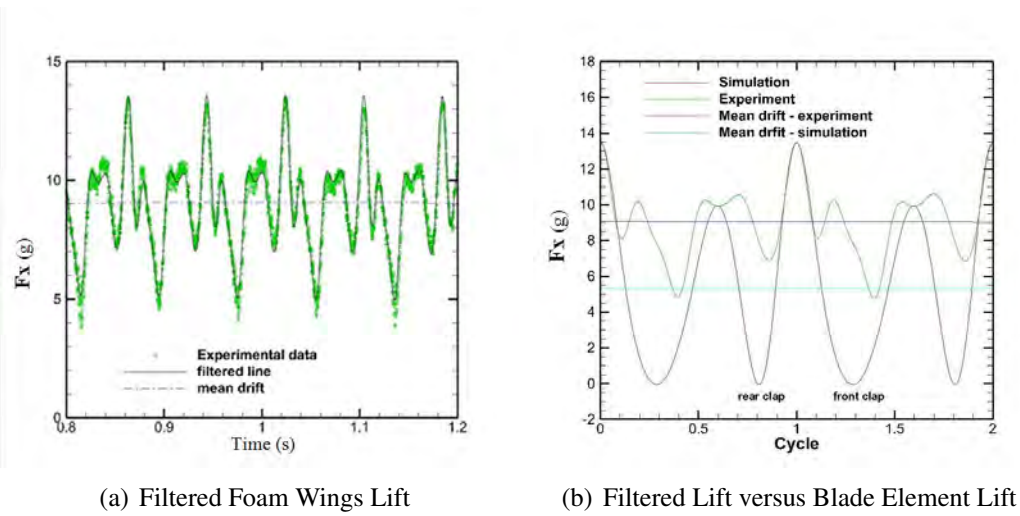 15
10
5
0
Fx (g)
Experimental data
filtered line
mean drift
0.8 0.9 1 1.1 1.2
Time (s)
(a) Filtered Foam Wings Lift
18
16
14
12
10
8
6
4
2
0
-2
Fx (g)
Simulation
Experiment
Mean drift - experiment
Mean drfit - simulation
rear clap front clap
0 0.5 1 1.5 2
Cycle
(b) Filtered Lift versus Blade Element Lift